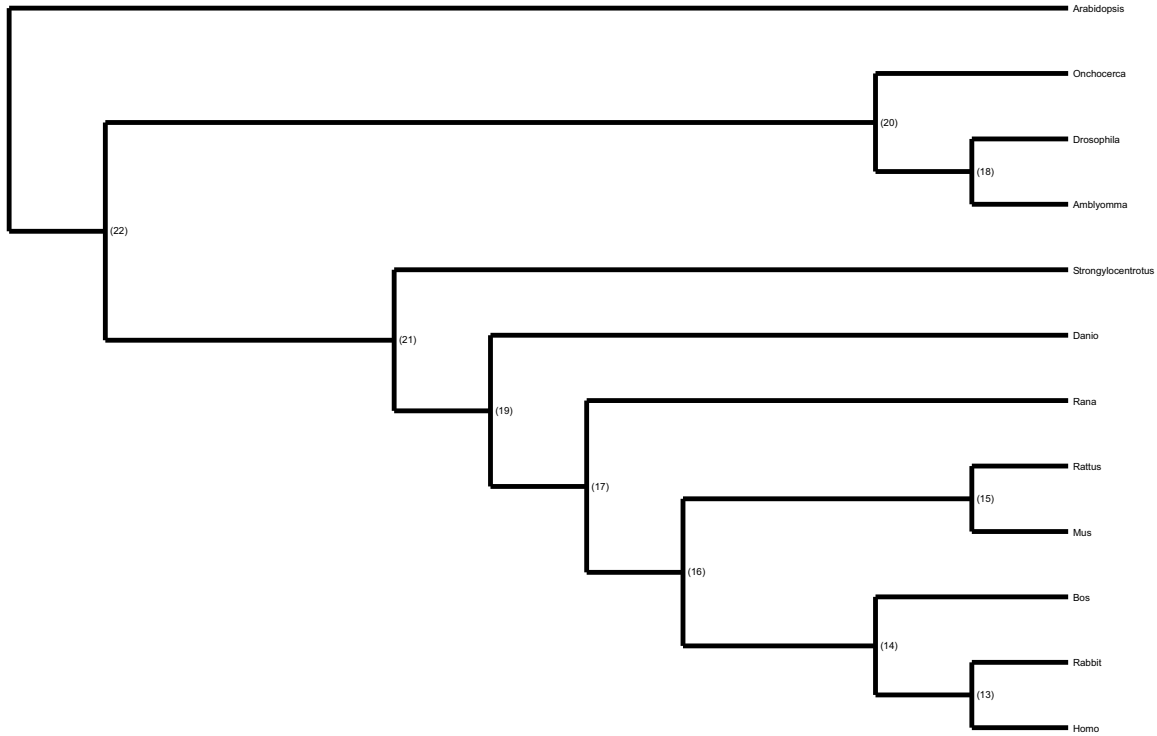 Arabidopsis
Onchocerca
(20)
Drosophila
(18)
Amblyomma
(22)
Strongylocentrotus
Danio
(21)
Rana
(19)
Rattus
(17)
(15)
Mus
(16)
Bos
(14)
Rabbit
(13)
Homo